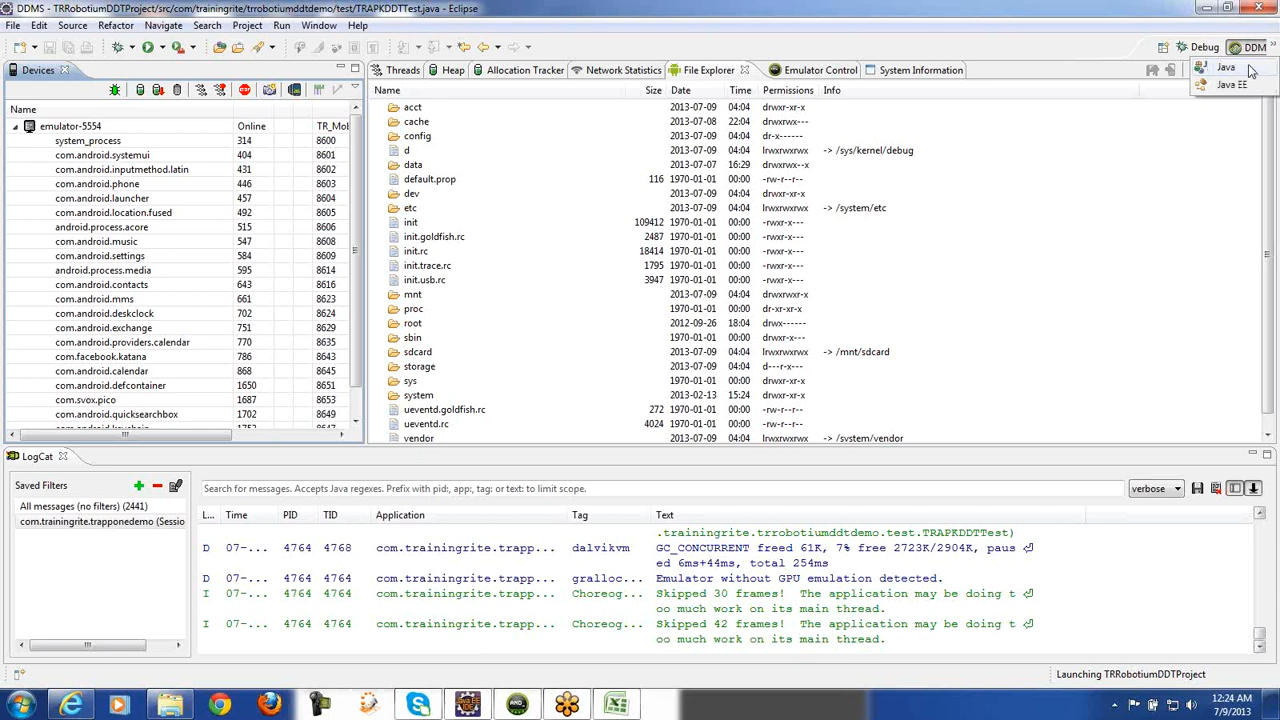 DDMS - TRRobotiumDDTProject/src/com/trainingrite/trrobotiumddtdemo/test/TRAPKDDTTest.java - Eclipse
File Edit Source Refactor Navigate Search Project Run Window Help
Debug DDM »
Java
Java EE
Devices
Threads Heap Allocation Tracker Network Statistics File Explorer Emulator Control System Information
Name
Name Size Date Time Permissions Info
emulator-5554 Online TR_Mol
system_process 314 8600
com.android.systemui 404 8601
com.android.inputmethod.latin 431 8602
com.android.phone 446 8603
com.android.launcher 457 8604
com.android.location.fused 492 8605
android.process.acore 515 8606
com.android.music 547 8608
com.android.settings 584 8609
android.process.media 595 8614
com.android.contacts 643 8616
com.android.mms 661 8623
com.android.deskclock 702 8624
com.android.exchange 751 8629
com.android.providers.calendar 770 8635
com.facebook.katana 786 8643
com.android.calendar 868 8645
com.android.defcontainer 1650 8651
com.svox.pico 1687 8653
com.android.quicksearchbox 1702 8654
acct 2013-07-09 04:04 drwxr-xr-x
cache 2013-07-08 22:04 drwxrwx---
config 2013-07-09 04:04 dr-x------
d 2013-07-09 04:04 lrwxrwxrwx -> /sys/kernel/debug
data 2013-07-07 16:29 drwxrwx--x
default.prop 116 1970-01-01 00:00 -rw-r--r--
dev 2013-07-09 04:04 drwxr-xr-x
etc 2013-07-09 04:04 lrwxrwxrwx -> /system/etc
init 109412 1970-01-01 00:00 -rwxr-x---
init.goldfish.rc 2487 1970-01-01 00:00 -rwxr-x---
init.rc 18414 1970-01-01 00:00 -rwxr-x---
init.trace.rc 1795 1970-01-01 00:00 -rwxr-x---
init.usb.rc 3947 1970-01-01 00:00 -rwxr-x---
mnt 2013-07-09 04:04 drwxrwxr-x
proc 1970-01-01 00:00 dr-xr-xr-x
root 2012-09-26 18:04 drwx------
sbin 1970-01-01 00:00 drwxr-x---
sdcard 2013-07-09 04:04 lrwxrwxrwx -> /mnt/sdcard
storage 2013-07-09 04:04 d---r-x---
sys 1970-01-01 00:00 drwxr-xr-x
system 2013-02-13 15:24 drwxr-xr-x
ueventd.goldfish.rc 272 1970-01-01 00:00 -rw-r--r--
ueventd.rc 4024 1970-01-01 00:00 -rw-r--r--
vendor 2013-07-09 04:04 lrwxrwxrwx -> /system/vendor
LogCat
Saved Filters
All messages (no filters) (2441)
com.trainingrite.trapponedemo (Sessio
Search for messages. Accepts Java regexes. Prefix with pid:, app:, tag: or text: to limit scope.
verbose
L... Time PID TID Application Tag Text
.trainingrite.trrobotiumddtdemo.test.TRAPKDDTTest)
D 07-... 4764 4768 com.trainingrite.trapp... dalvikvm GC_CONCURRENT freed 61K, 7% free 2723K/2904K, paus
ed 6ms+44ms, total 254ms
D 07-... 4764 4764 com.trainingrite.trapp... gralloc... Emulator without GPU emulation detected.
I 07-... 4764 4764 com.trainingrite.trapp... Choreog... Skipped 30 frames! The application may be doing t
oo much work on its main thread.
I 07-... 4764 4764 com.trainingrite.trapp... Choreog... Skipped 42 frames! The application may be doing t
oo much work on its main thread.
Launching TRRobotiumDDTProject
12:24 AM
7/9/2013